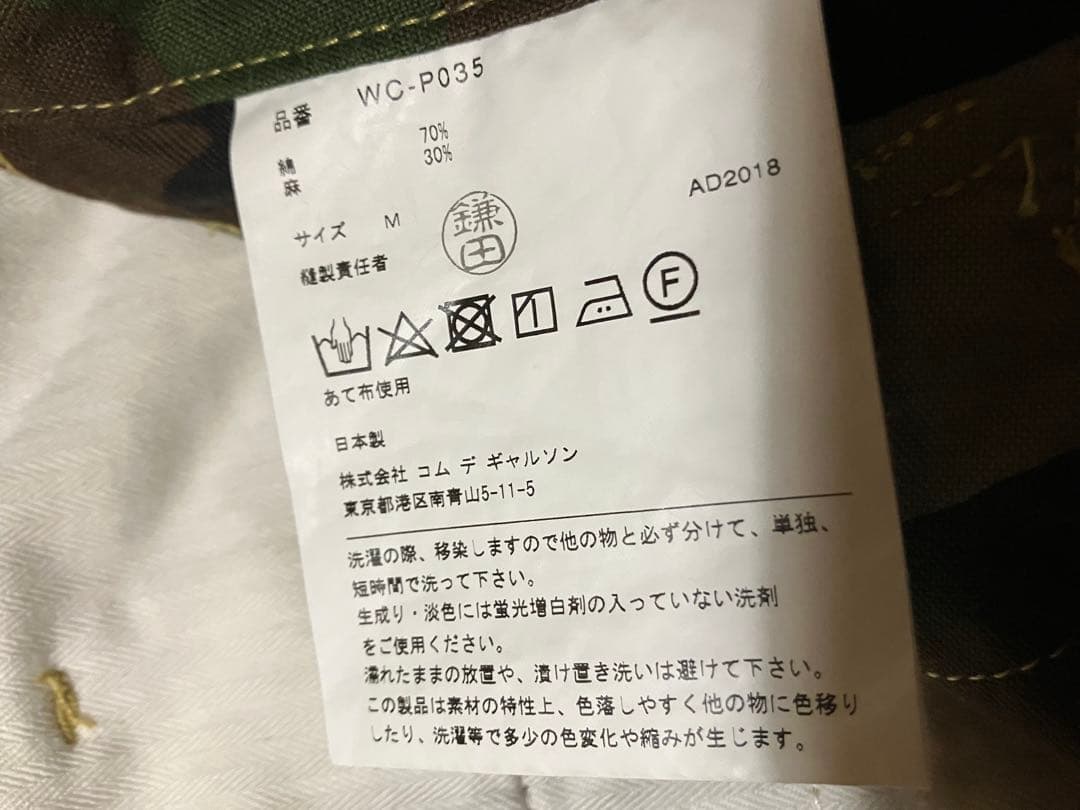 品番 WC-P035
綿 70%
麻 30%
AD2018
サイズ M
縫製責任者 鎌田
F
あて布使用
日本製
株式会社 コム デ ギャルソン
東京都港区南青山5-11-5
洗濯の際、移染しますので他の物と必ず分けて、単独、
短時間で洗って下さい。
生成り・淡色には蛍光増白剤の入っていない洗剤
をご使用ください。
濡れたままの放置や、漬け置き洗いは避けて下さい。
この製品は素材の特性上、色落しやすく他の物に色移り
したり、洗濯等で多少の色変化や縮みが生じます。